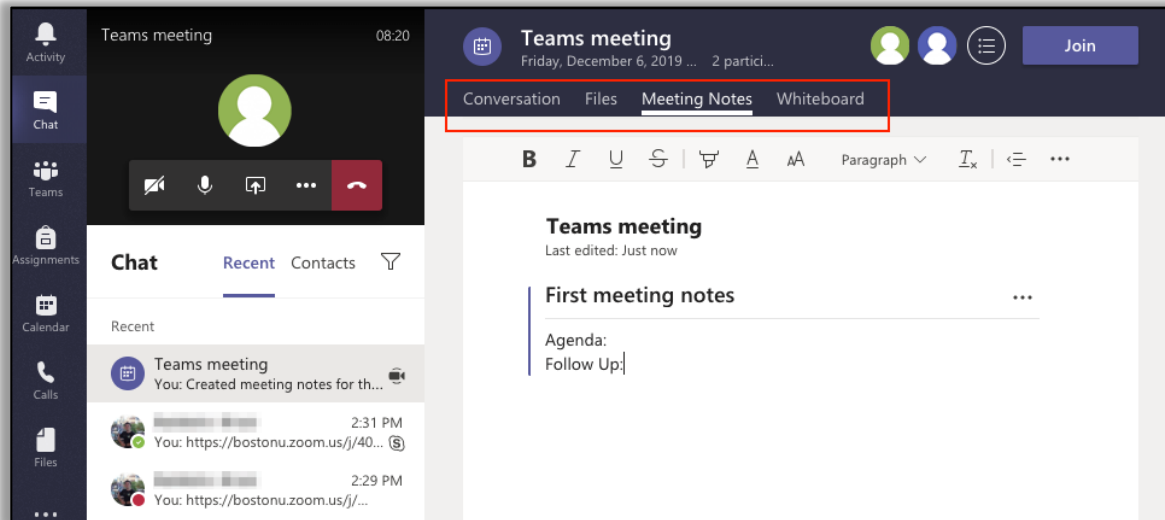 Activity
Chat
Teams
Assignments
Calendar
Calls
Files
Teams meeting 08:20
Chat Recent Contacts
Recent
Teams meeting
You: Created meeting notes for th...
2:31 PM
You: https://bostonu.zoom.us/j/40...
2:29 PM
You: https://bostonu.zoom.us/j/...
Teams meeting
Friday, December 6, 2019 ... 2 partici...
Join
Conversation Files Meeting Notes Whiteboard
B I U S A AA Paragraph Tx
Teams meeting
Last edited: Just now
First meeting notes
Agenda:
Follow Up: